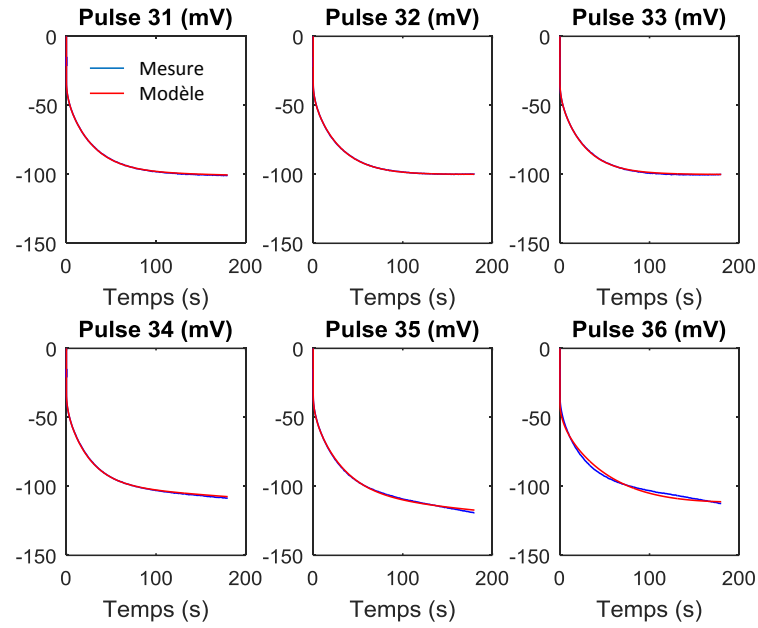 Pulse 31 (mV)
Pulse 32 (mV)
Pulse 33 (mV)
0
-50
-100
-150
Mesure
Modèle
0
-50
-100
-150
0
-50
-100
-150
0 100 200
0 100 200
0 100 200
Temps (s)
Temps (s)
Temps (s)
Pulse 34 (mV)
Pulse 35 (mV)
Pulse 36 (mV)
0
-50
-100
-150
0
-50
-100
-150
0
-50
-100
-150
0 100 200
0 100 200
0 100 200
Temps (s)
Temps (s)
Temps (s)